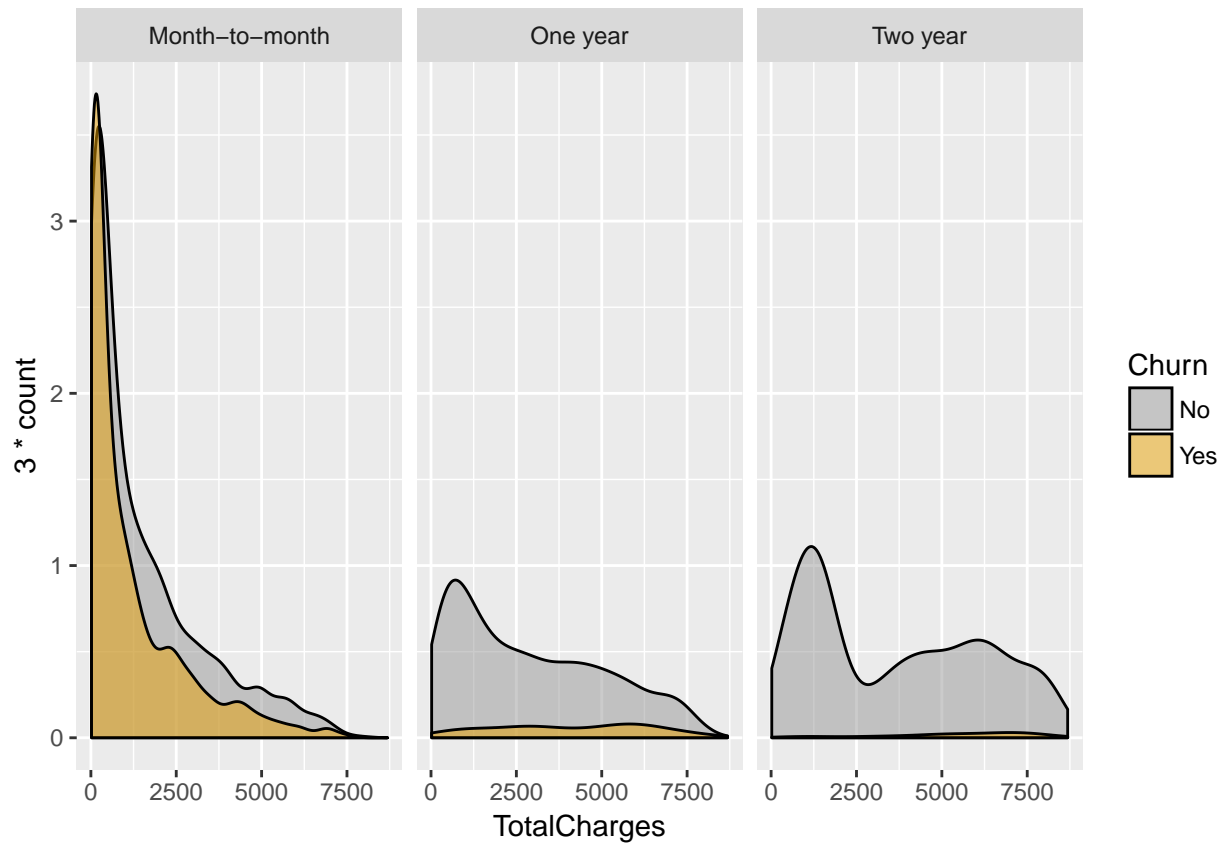 Month−to−month
One year
Two year
3 * count
3
2
1
0
0 2500 5000 7500
0 2500 5000 7500
0 2500 5000 7500
TotalCharges
Churn
No
Yes